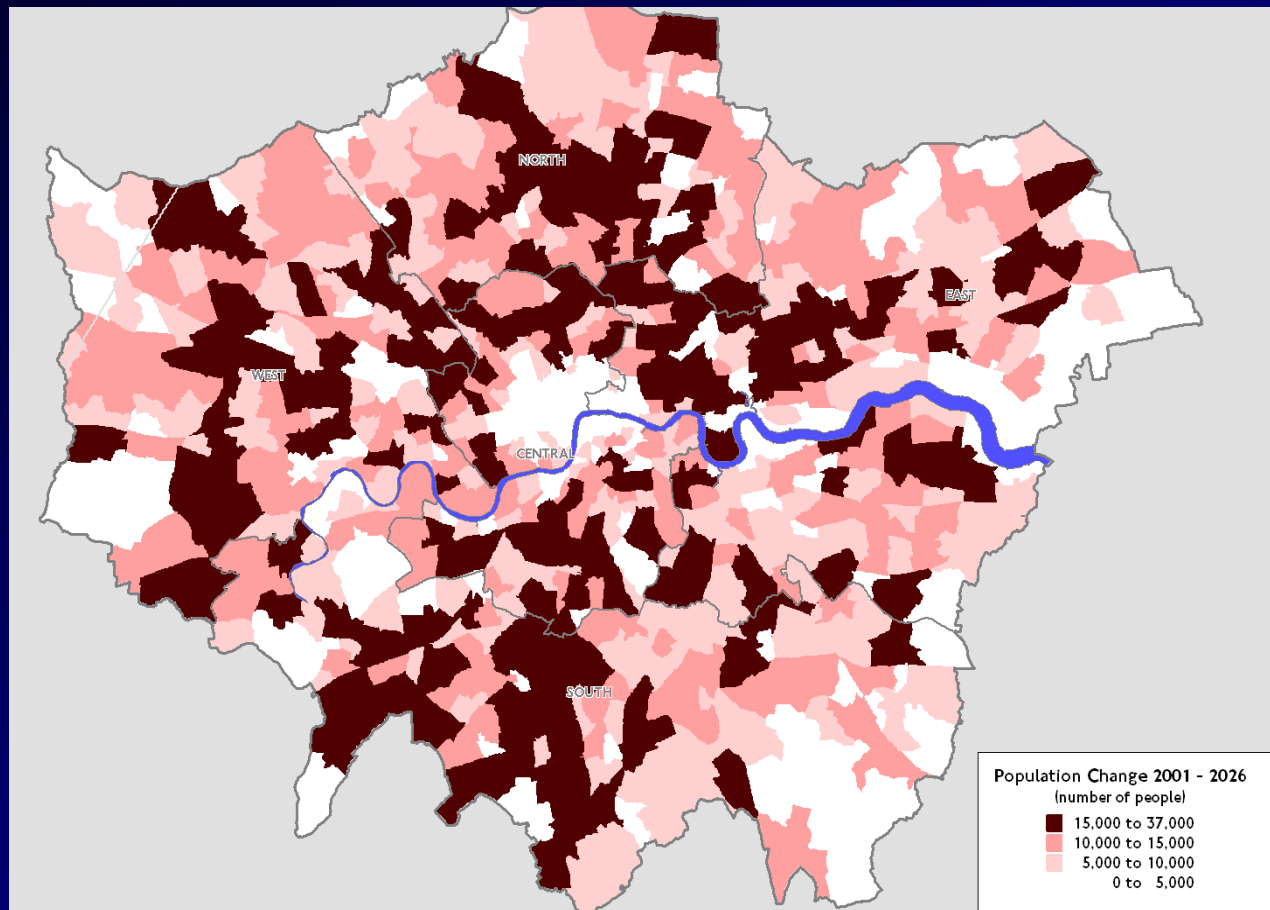 NORTH
EAST
WEST
CENTRAL
SOUTH
Population Change 2001 - 2026
(number of people)
15,000 to 37,000
10,000 to 15,000
5,000 to 10,000
0 to 5,000